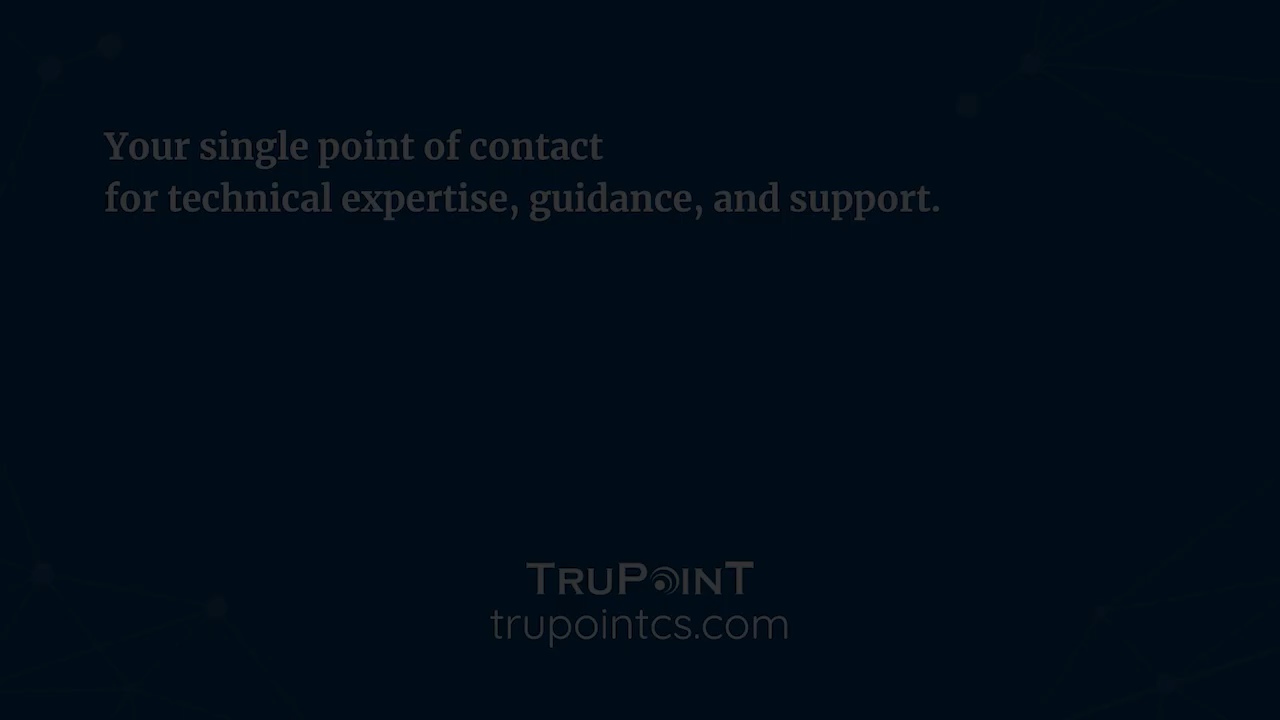 Your single point of contact
for technical expertise, guidance, and support.
TRUPOINT
trupointcs.com